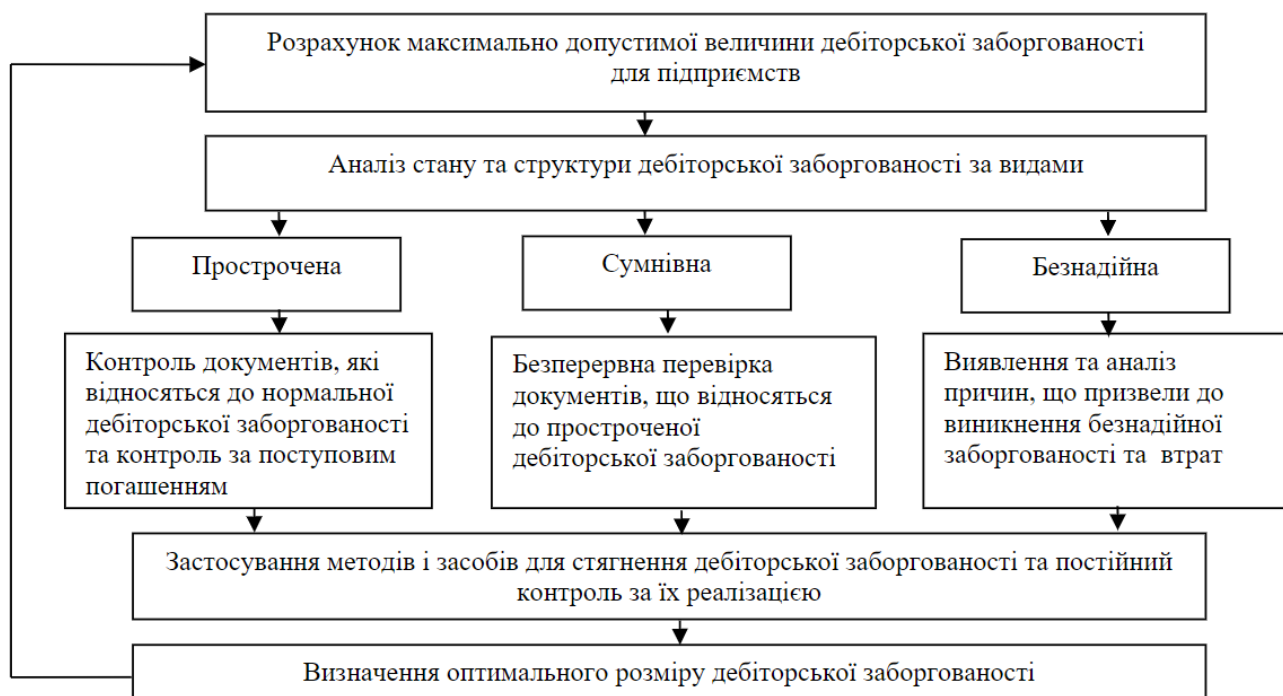 Розрахунок максимально допустимої величини дебіторської заборгованості
для підприємств
Аналіз стану та структури дебіторської заборгованості за видами
Прострочена
Сумнівна
Безнадійна
Контроль документів, які
відносяться до нормальної
дебіторської заборгованості
та контроль за поступовим
погашенням
Безперервна перевірка
документів, що відносяться
до простроченої
дебіторської заборгованості
Виявлення та аналіз
причин, що призвели до
виникнення безнадійної
заборгованості та втрат
Застосування методів і засобів для стягнення дебіторської заборгованості та постійний
контроль за їх реалізацією
Визначення оптимального розміру дебіторської заборгованості